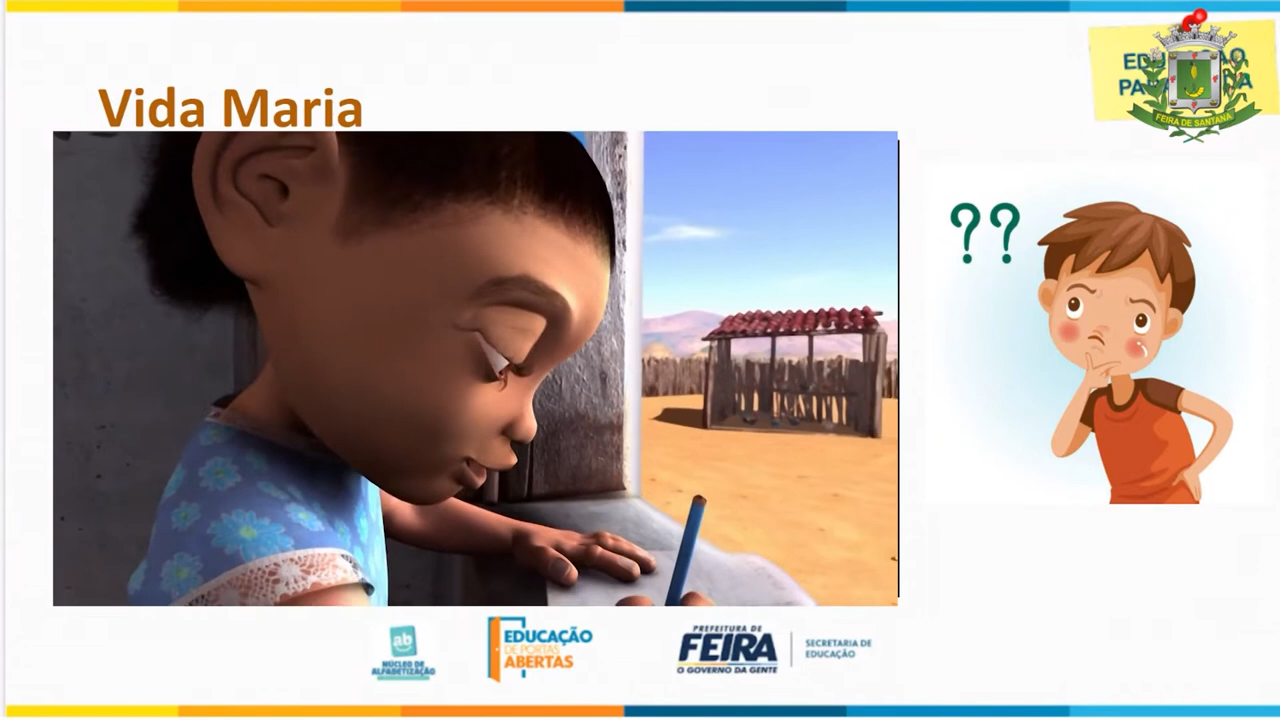 Vida Maria
FEIRA DE SANTANA
??
ab
NÚCLEO DE
ALFABETIZAÇÃO
EDUCAÇÃO
DE PORTAS
ABERTAS
PREFEITURA DE
FEIRA
O GOVERNO DA GENTE
SECRETARIA DE
EDUCAÇÃO